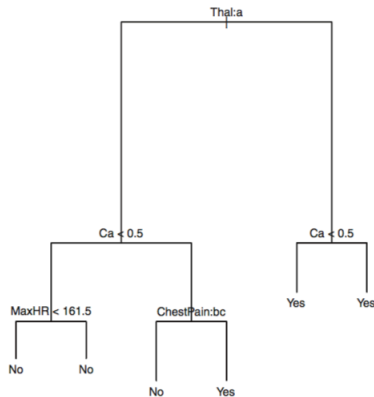 Thal:a
Ca < 0.5
Ca < 0.5
MaxHR < 161.5
ChestPain:bc
Yes
Yes
No
No
No
Yes